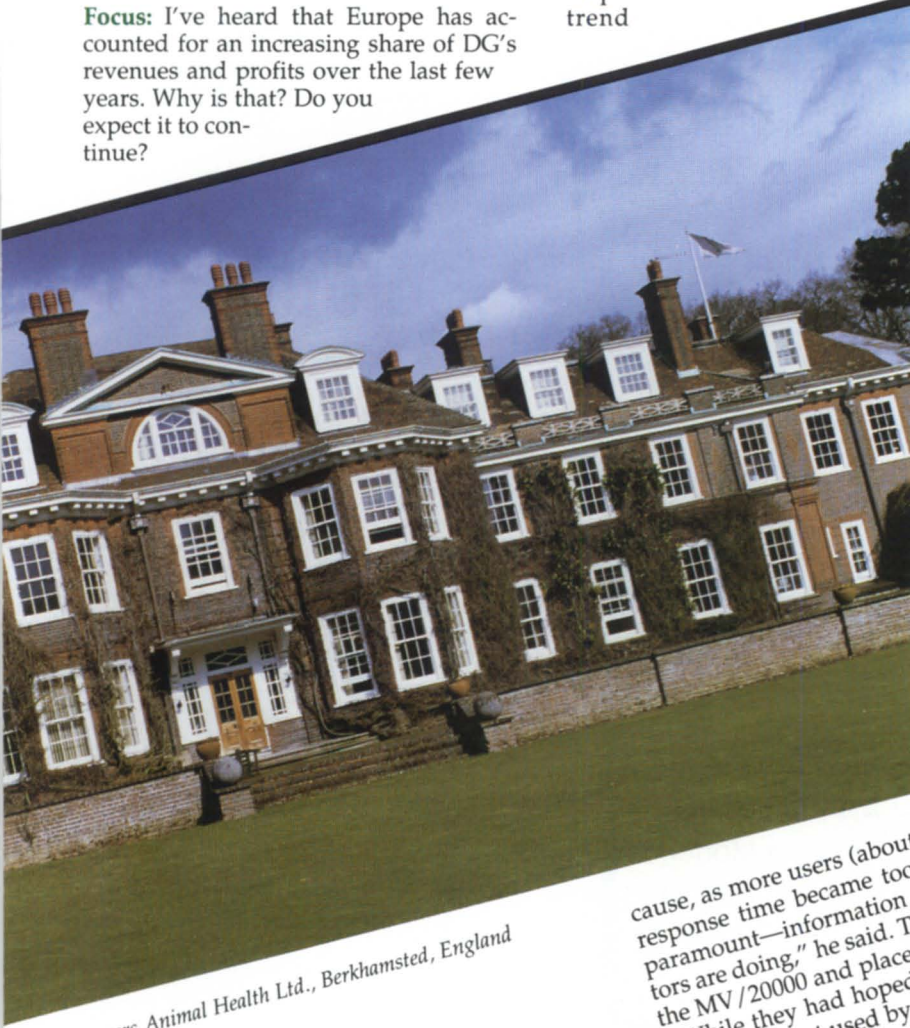 Focus: I've heard that Europe has ac-
counted for an increasing share of DG's
revenues and profits over the last few
years. Why is that? Do you
expect it to con-
tinue?
trend
Animal Health Ltd., Berkhamsted, England
cause, as more users (about
response time became too
paramount—information
tors are doing," he said. T
the MV/20000 and place
they had hoped
used by